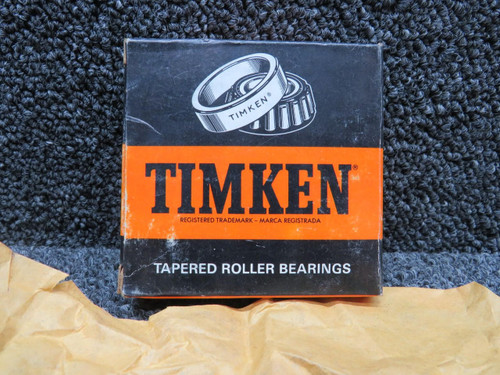 TIMKEN®
TIMKEN®
REGISTERED TRADEMARK – MARCA REGISTRADA
TAPERED ROLLER BEARINGS